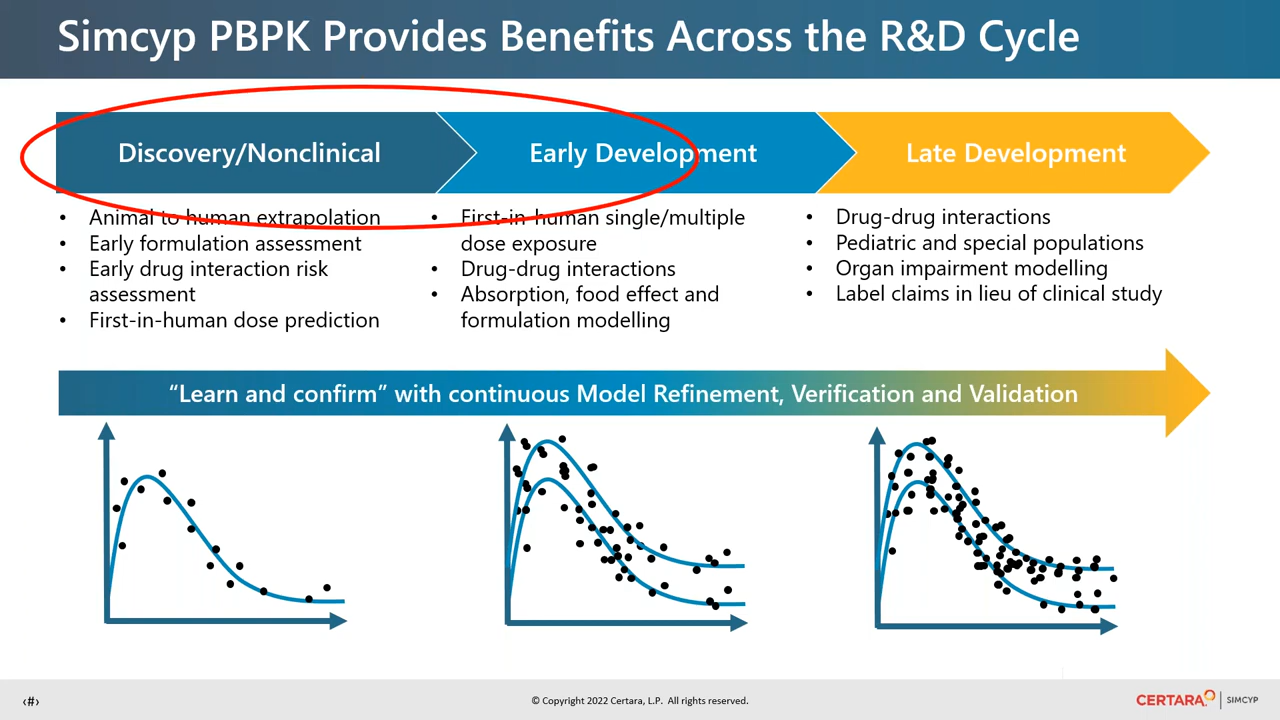 Simcyp PBPK Provides Benefits Across the R&D Cycle
Discovery/Nonclinical
Early Development
Late Development
• Animal to human extrapolation
• Early formulation assessment
• Early drug interaction risk
assessment
• First-in-human dose prediction
• First-in-human single/multiple
dose exposure
• Drug-drug interactions
• Absorption, food effect and
formulation modelling
• Drug-drug interactions
• Pediatric and special populations
• Organ impairment modelling
• Label claims in lieu of clinical study
“Learn and confirm” with continuous Model Refinement, Verification and Validation
‹#›
© Copyright 2022 Certara, L.P. All rights reserved.
CERTARA | SIMCYP